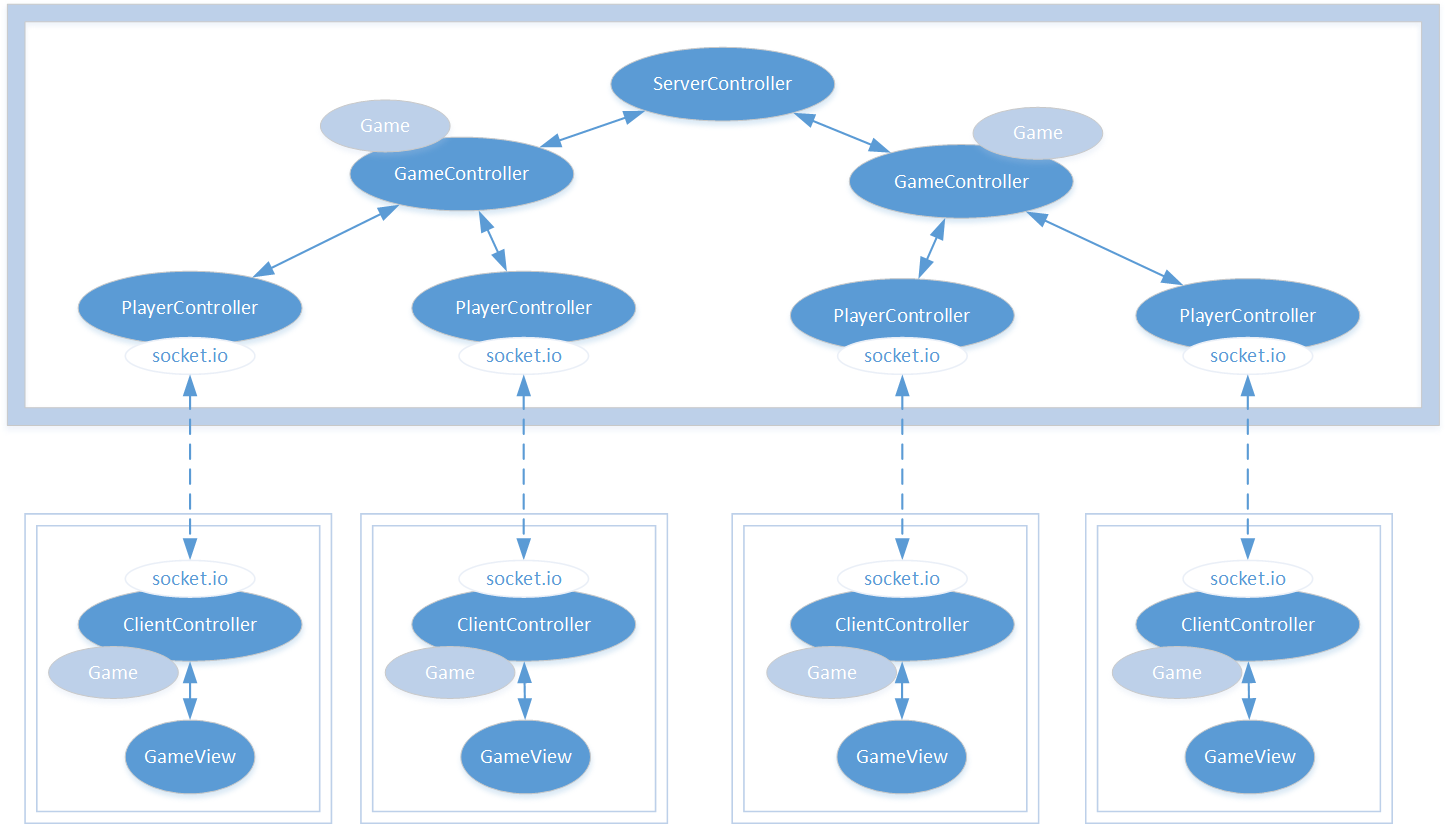 ServerController
Game
Game
GameController
GameController
PlayerController
PlayerController
PlayerController
PlayerController
socket.io
socket.io
socket.io
socket.io
socket.io
socket.io
socket.io
socket.io
ClientController
ClientController
ClientController
ClientController
Game
Game
Game
Game
GameView
GameView
GameView
GameView